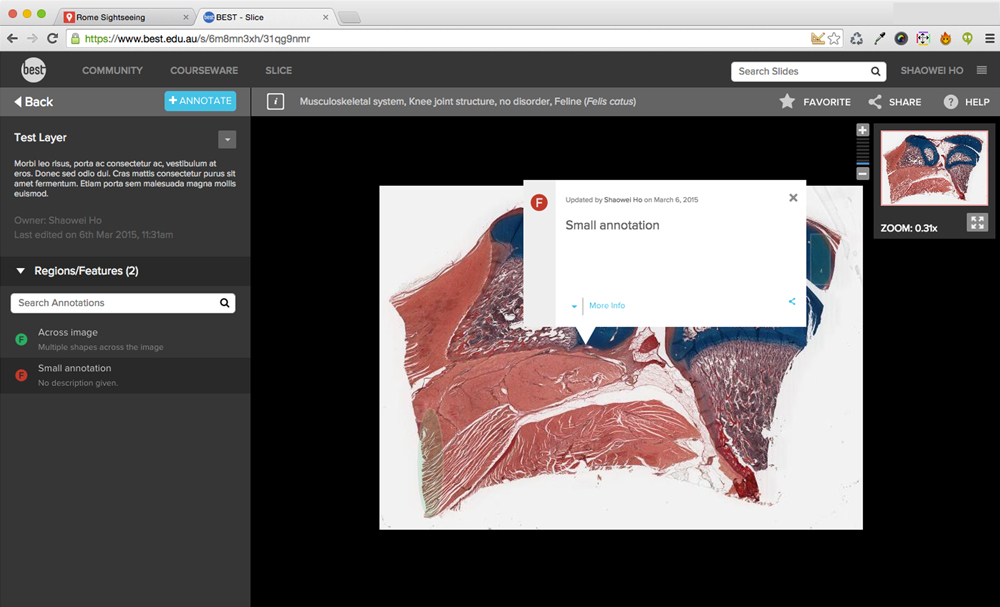 Rome Sightseeing
best BEST - Slice
https://www.best.edu.au/s/6m8mn3xh/31qg9nmr
best
COMMUNITY
COURSEWARE
SLICE
Search Slides
SHAOWEI HO
Back
+ ANNOTATE
i
Musculoskeletal system, Knee joint structure, no disorder, Feline (Felis catus)
FAVORITE
SHARE
? HELP
Test Layer
Morbi leo risus, porta ac consectetur ac, vestibulum at
eros. Donec sed odio dui. Cras mattis consectetur purus sit
amet fermentum. Etiam porta sem malesuada magna mollis
euismod.
Owner: Shaowei Ho
Last edited on 6th Mar 2015, 11:31am
Regions/Features (2)
Search Annotations
F
Across image
Multiple shapes across the image
F
Small annotation
No description given.
F
Updated by Shaowei Ho on March 6, 2015
Small annotation
More Info
ZOOM: 0.31x